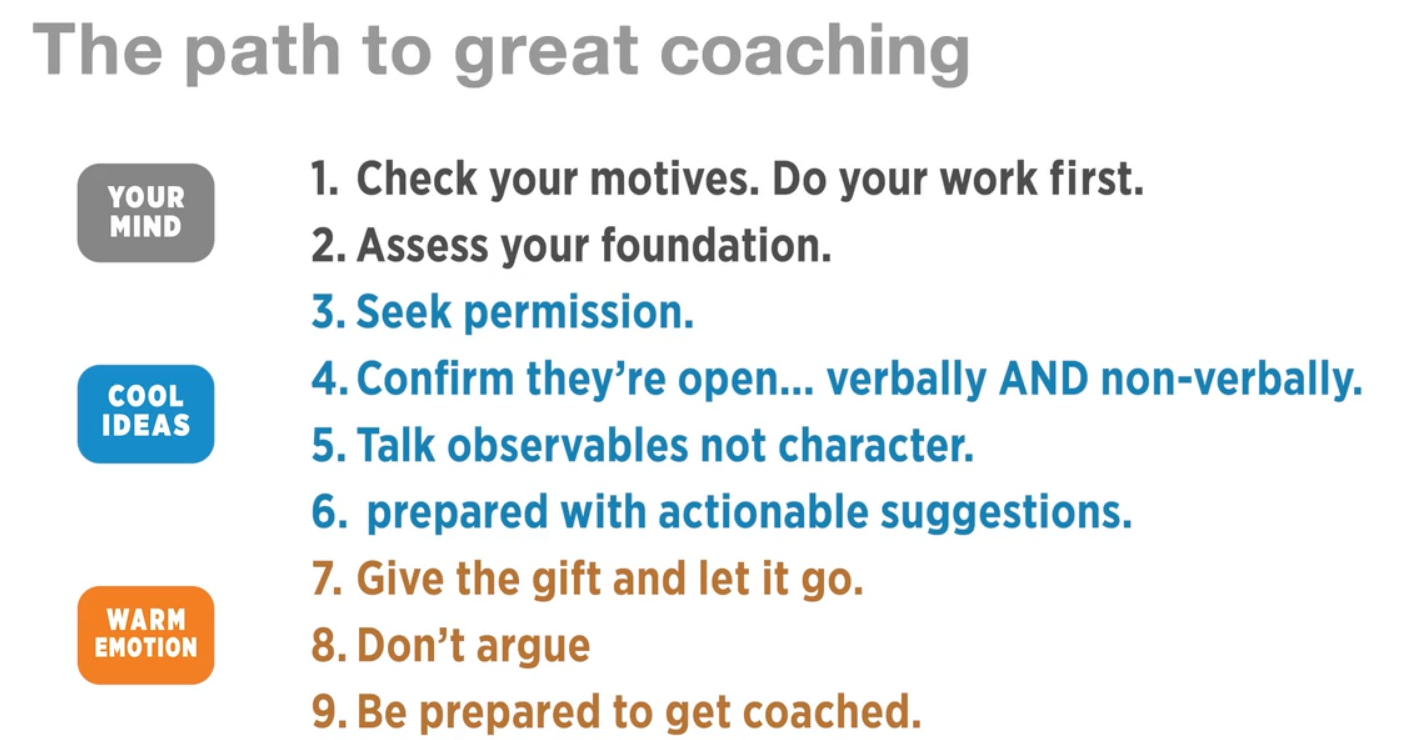 The path to great coaching
YOUR
MIND
1. Check your motives. Do your work first.
2. Assess your foundation.
3. Seek permission.
COOL
IDEAS
4. Confirm they’re open... verbally AND non-verbally.
5. Talk observables not character.
6. prepared with actionable suggestions.
7. Give the gift and let it go.
WARM
EMOTION
8. Don’t argue
9. Be prepared to get coached.